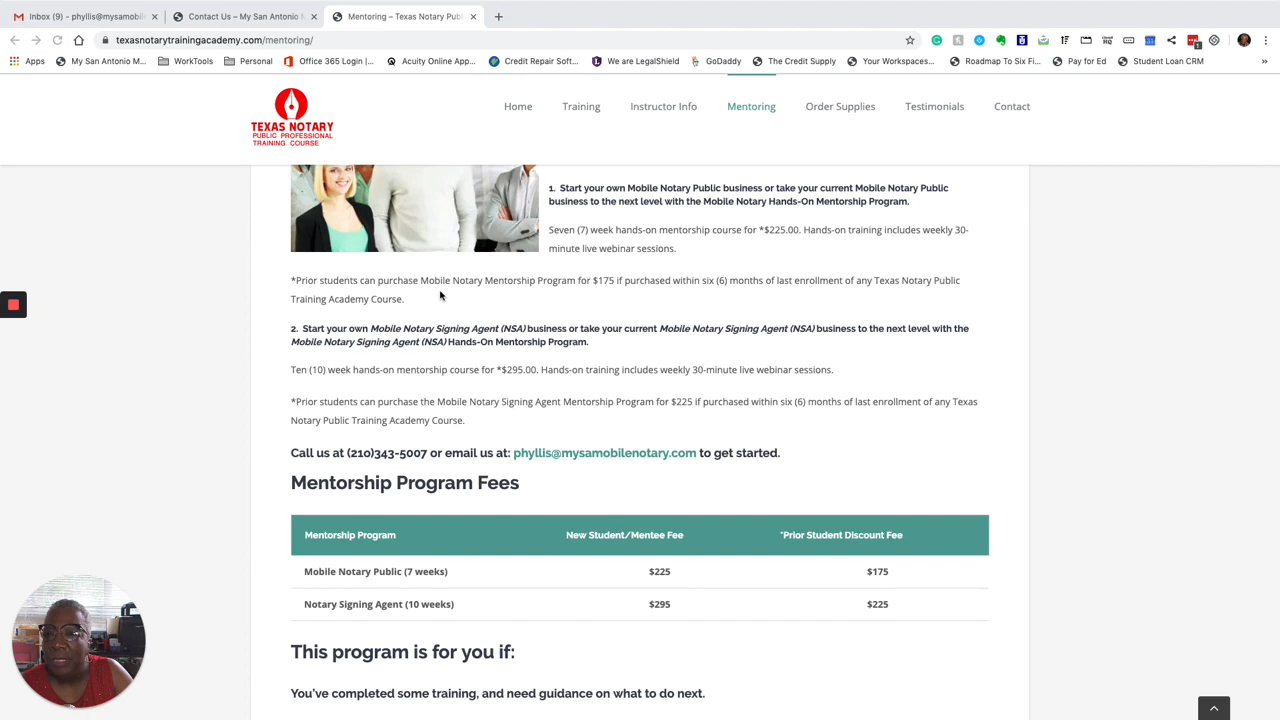 Inbox (9) - phyllis@mysamobile
Contact Us – My San Antonio M
Mentoring – Texas Notary Publ
texasnotarytrainingacademy.com/mentoring/
Apps
My San Antonio M...
WorkTools
Personal
Office 365 Login |...
Acuity Online App...
Credit Repair Soft...
We are LegalShield
GoDaddy
The Credit Supply
Your Workspaces...
Roadmap To Six Fi...
Pay for Ed
Student Loan CRM
TEXAS NOTARY
PUBLIC PROFESSIONAL
TRAINING COURSE
Home
Training
Instructor Info
Mentoring
Order Supplies
Testimonials
Contact
1. Start your own Mobile Notary Public business or take your current Mobile Notary Public
business to the next level with the Mobile Notary Hands-On Mentorship Program.
Seven (7) week hands-on mentorship course for *$225.00. Hands-on training includes weekly 30-
minute live webinar sessions.
*Prior students can purchase Mobile Notary Mentorship Program for $175 if purchased within six (6) months of last enrollment of any Texas Notary Public
Training Academy Course.
2. Start your own Mobile Notary Signing Agent (NSA) business or take your current Mobile Notary Signing Agent (NSA) business to the next level with the
Mobile Notary Signing Agent (NSA) Hands-On Mentorship Program.
Ten (10) week hands-on mentorship course for *$295.00. Hands-on training includes weekly 30-minute live webinar sessions.
*Prior students can purchase the Mobile Notary Signing Agent Mentorship Program for $225 if purchased within six (6) months of last enrollment of any Texas
Notary Public Training Academy Course.
Call us at (210)343-5007 or email us at: phyllis@mysamobilenotary.com to get started.
Mentorship Program Fees
Mentorship Program New Student/Mentee Fee *Prior Student Discount Fee
Mobile Notary Public (7 weeks) $225 $175
Notary Signing Agent (10 weeks) $295 $225
This program is for you if:
You've completed some training, and need guidance on what to do next.